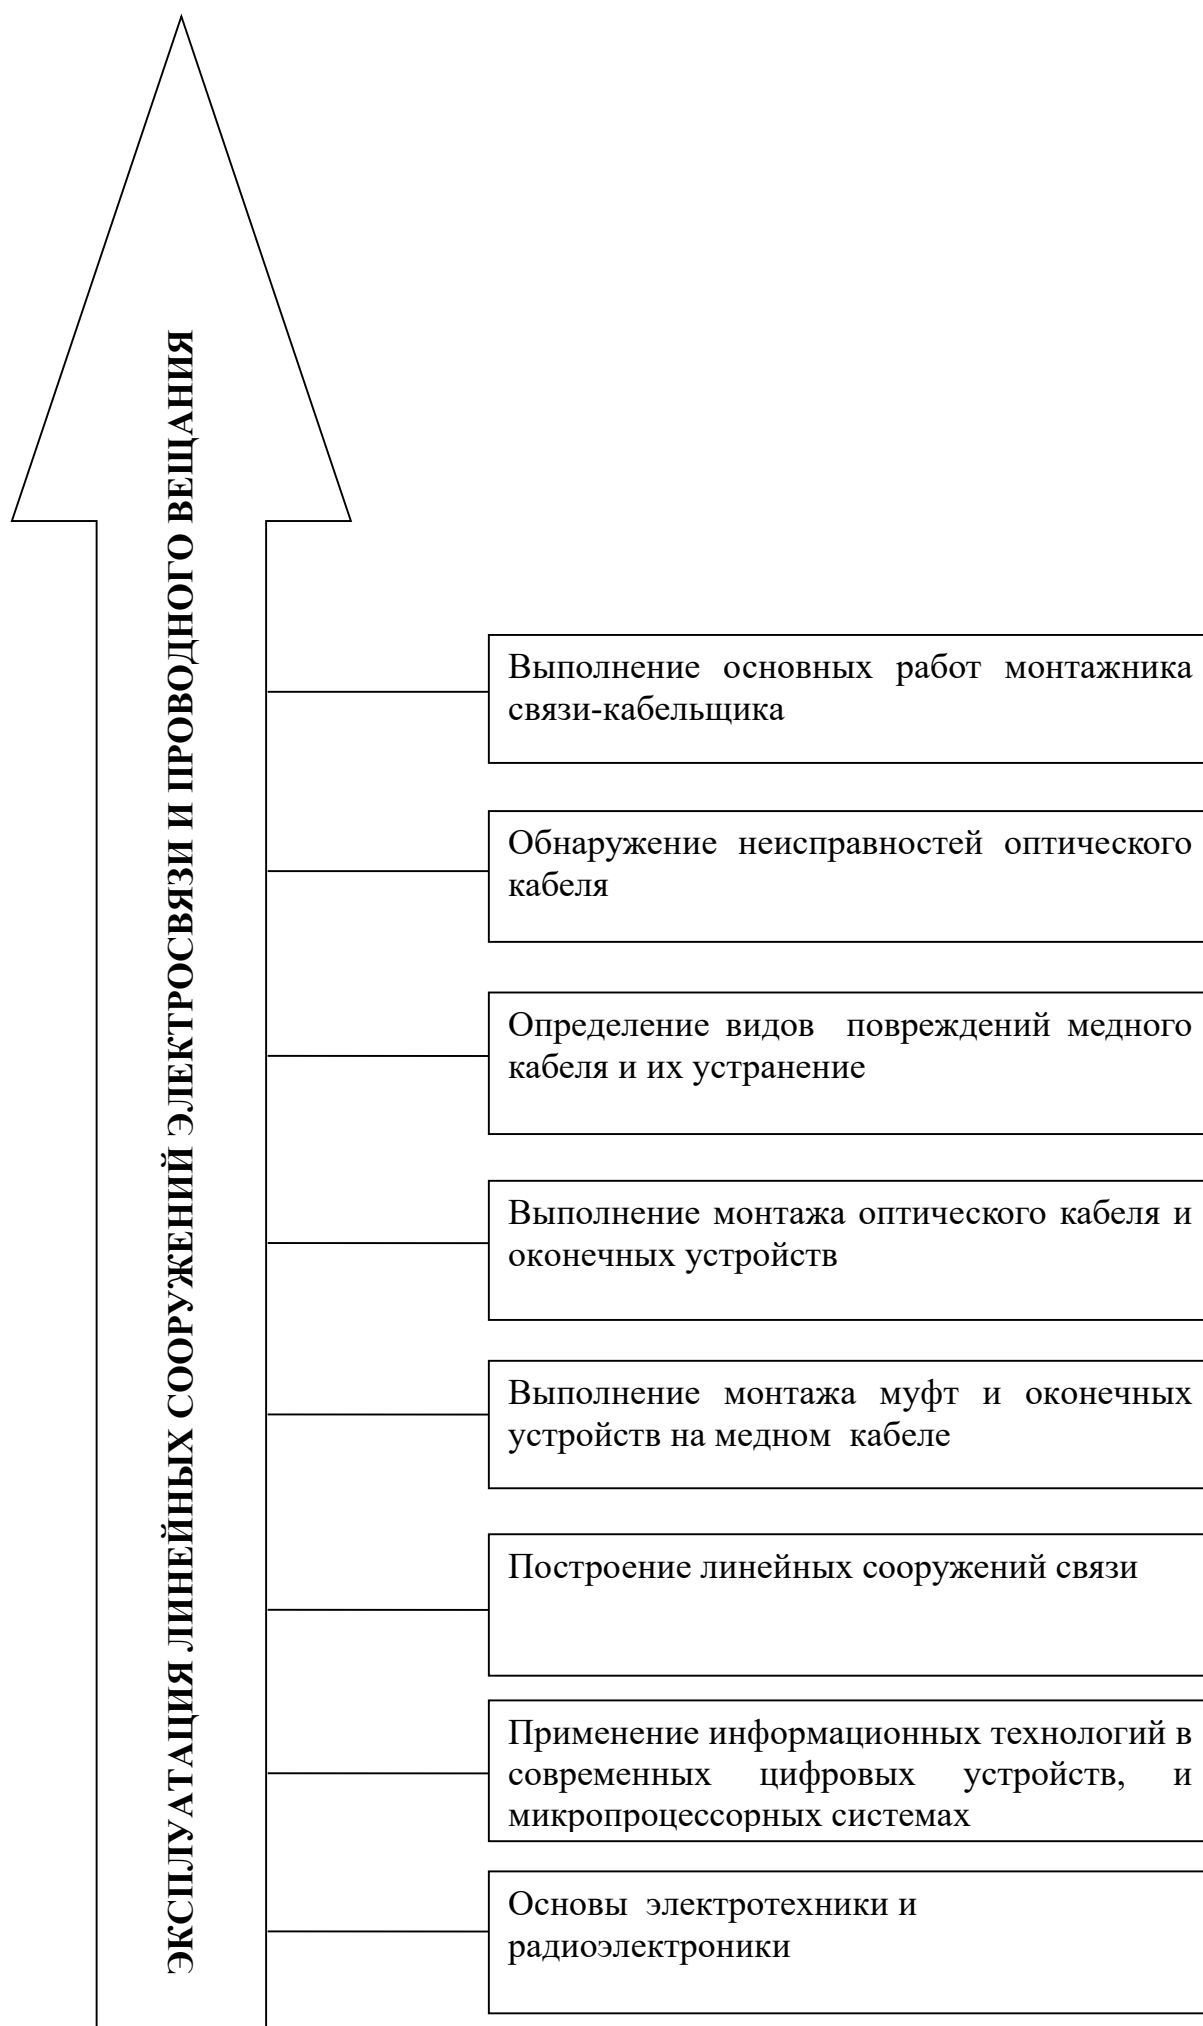 ЭКСПЛУАТАЦИЯ ЛИНЕЙНЫХ СООРУЖЕНИЙ ЭЛЕКТРОСВЯЗИ И ПРОВОДНОГО ВЕЩАНИЯ
Выполнение основных работ монтажника
связи-кабельщика
Обнаружение неисправностей оптического
кабеля
Определение видов повреждений медного
кабеля и их устранение
Выполнение монтажа оптического кабеля и
оконечных устройств
Выполнение монтажа муфт и оконечных
устройств на медном кабеле
Построение линейных сооружений связи
Применение информационных технологий в
современных цифровых устройств, и
микропроцессорных системах
Основы электротехники и
радиоэлектроники